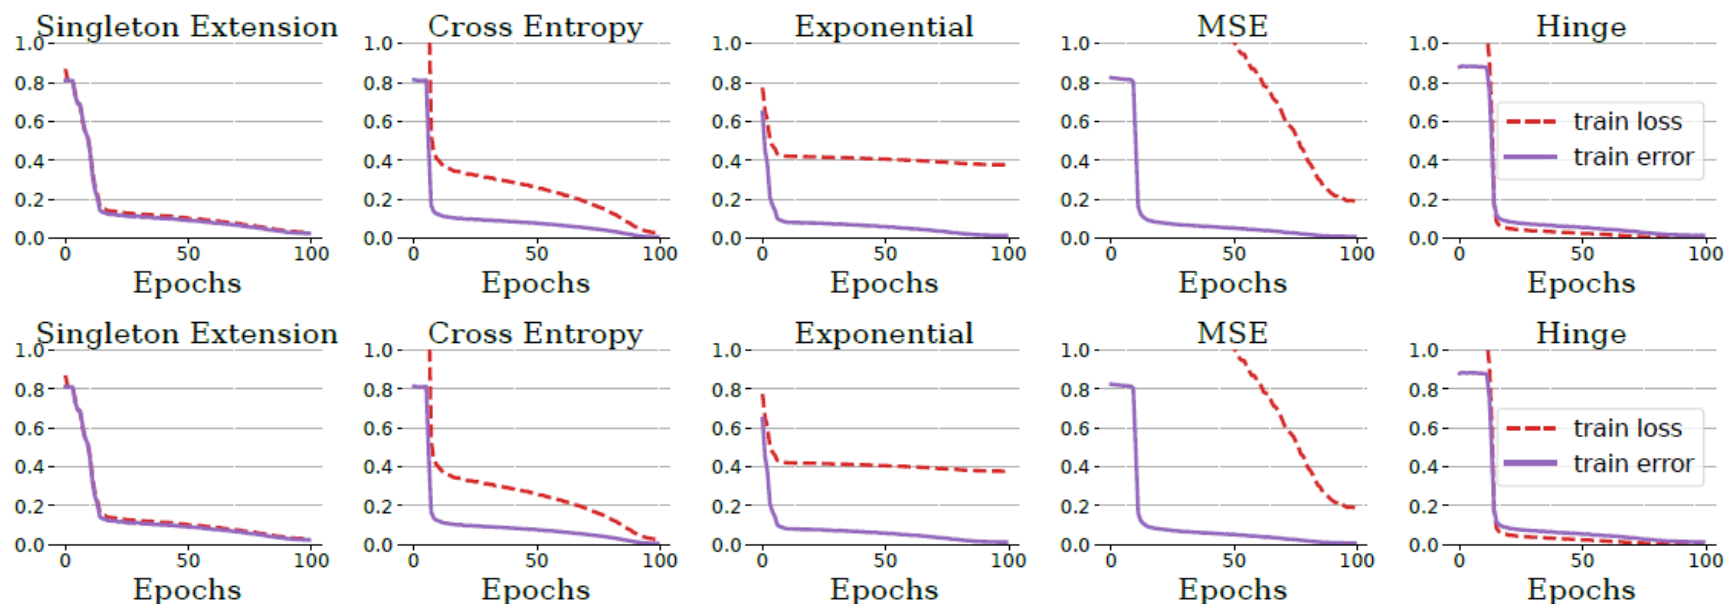 Singleton Extension Cross Entropy Exponential MSE Hinge
1.0 1.0 1.0 1.0 1.0
0.8 0.8 0.8 0.8 0.8
0.6 0.6 0.6 0.6 0.6 train loss
0.4 0.4 0.4 0.4 0.4 train error
0.2 0.2 0.2 0.2 0.2
0.0 0.0 0.0 0.0 0.0
0 50 100 0 50 100 0 50 100 0 50 100 0 50 100
Epochs Epochs Epochs Epochs Epochs
Singleton Extension Cross Entropy Exponential MSE Hinge
1.0 1.0 1.0 1.0 1.0
0.8 0.8 0.8 0.8 0.8
0.6 0.6 0.6 0.6 0.6 train loss
0.4 0.4 0.4 0.4 0.4 train error
0.2 0.2 0.2 0.2 0.2
0.0 0.0 0.0 0.0 0.0
0 50 100 0 50 100 0 50 100 0 50 100 0 50 100
Epochs Epochs Epochs Epochs Epochs